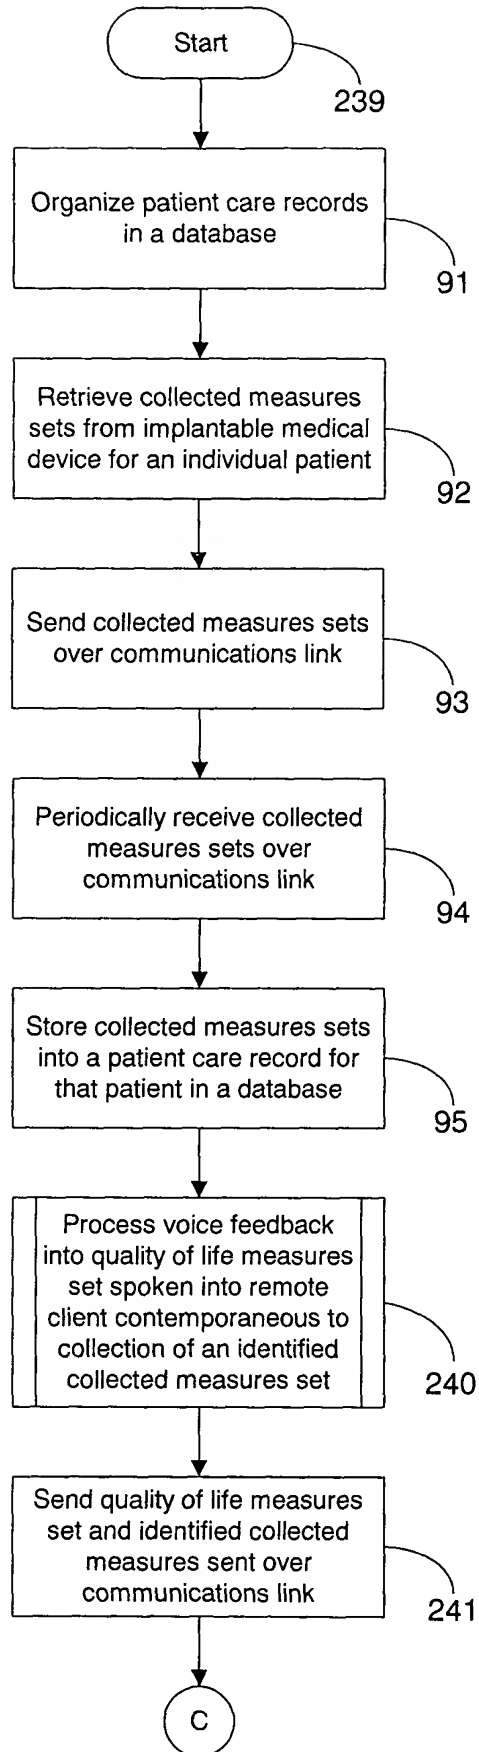 Start
239
Organize patient care records
in a database
91
Retrieve collected measures
sets from implantable medical
device for an individual patient
92
Send collected measures sets
over communications link
93
Periodically receive collected
measures sets over
communications link
94
Store collected measures sets
into a patient care record for
that patient in a database
95
Process voice feedback
into quality of life measures
set spoken into remote
client contemporaneous to
collection of an identified
collected measures set
240
Send quality of life measures
set and identified collected
measures sent over
communications link
241
C